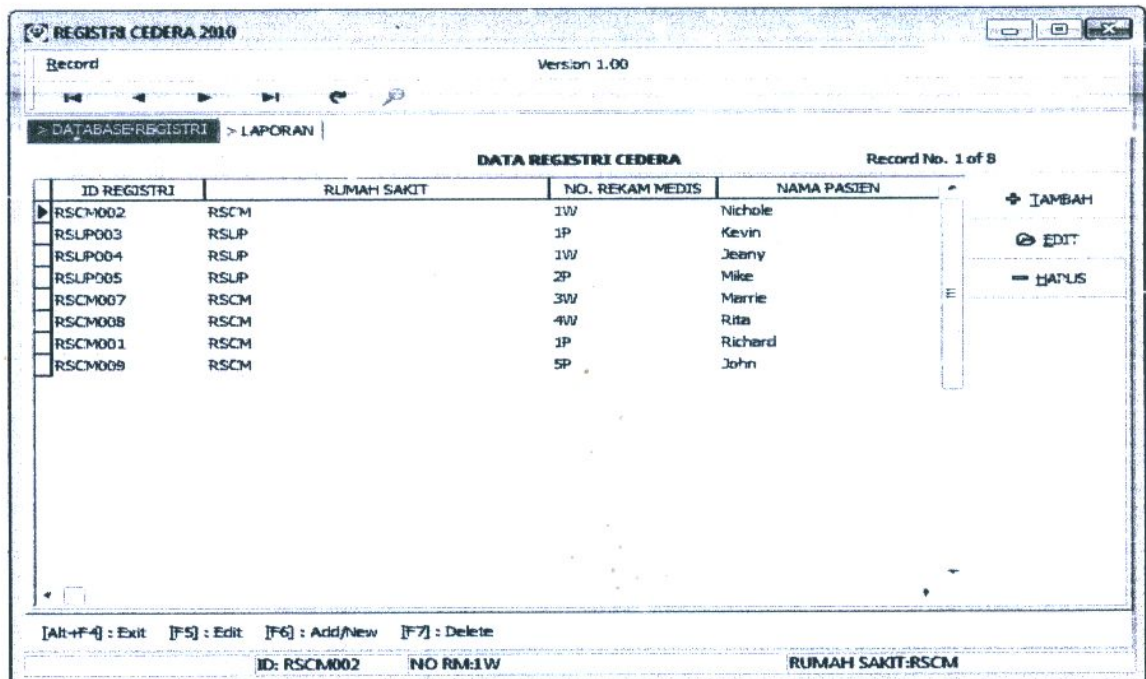 REGISTRI CEDERA 2010
Record Version 1.00
> DATABASE REGISTRI > LAPORAN
DATA REGISTRI CEDERA Record No. 1 of 8
ID REGISTRI RUMAH SAKIT NO. REKAM MEDIS NAMA PASIEN
RSCM002 RSCM 1W Nichole
RSUP003 RSUP 1P Kevin
RSUP004 RSUP 1W Jeany
RSUP005 RSUP 2P Mike
RSCM007 RSCM 3W Marrie
RSCM008 RSCM 4W Rita
RSCM001 RSCM 1P Richard
RSCM009 RSCM 5P John
TAMBAH
EDIT
HAPUS
[Alt+F4] : Exit [F5] : Edit [F6] : Add/New [F7] : Delete
ID: RSCM002 NO RM:1W RUMAH SAKIT:RSCM